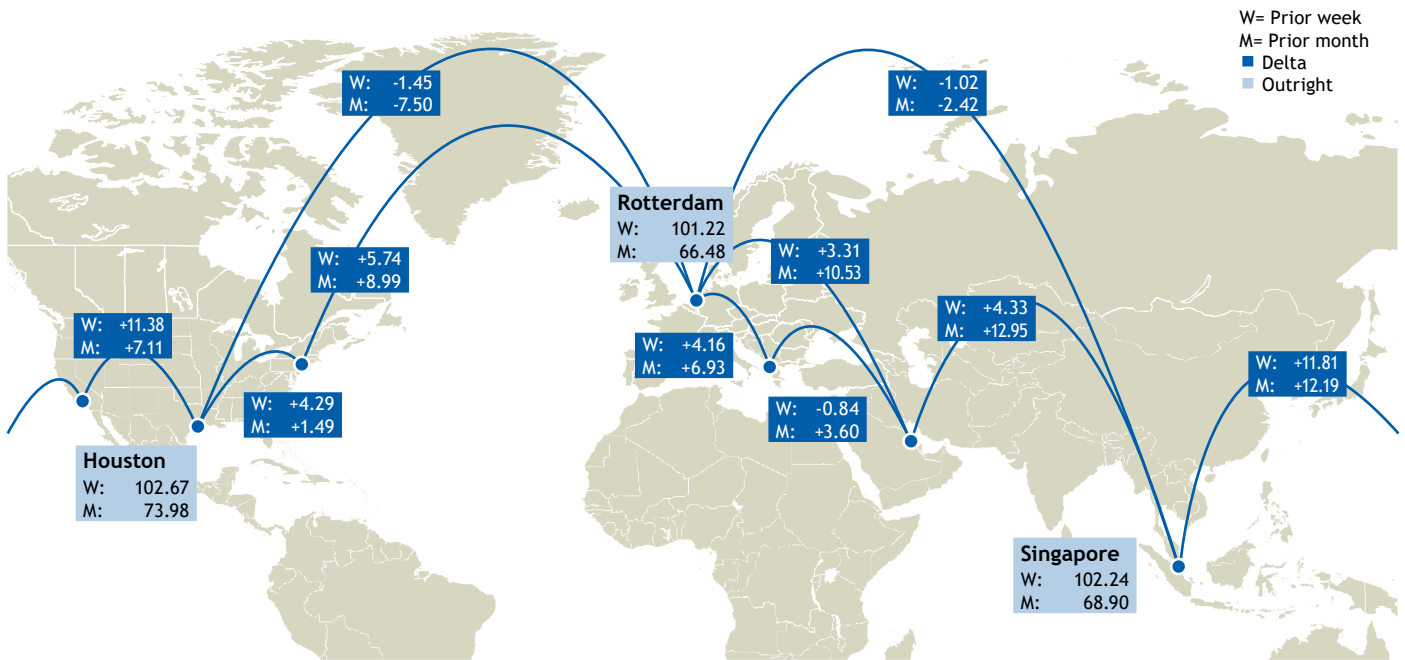 W= Prior week
M= Prior month
Delta
Outright
W: -1.45
M: -7.50
W: -1.02
M: -2.42
Rotterdam
W: 101.22
M: 66.48
W: +5.74
M: +8.99
W: +3.31
M: +10.53
W: +11.38
M: +7.11
W: +4.33
M: +12.95
W: +4.16
M: +6.93
W: +11.81
M: +12.19
W: +4.29
M: +1.49
W: -0.84
M: +3.60
Houston
W: 102.67
M: 73.98
Singapore
W: 102.24
M: 68.90